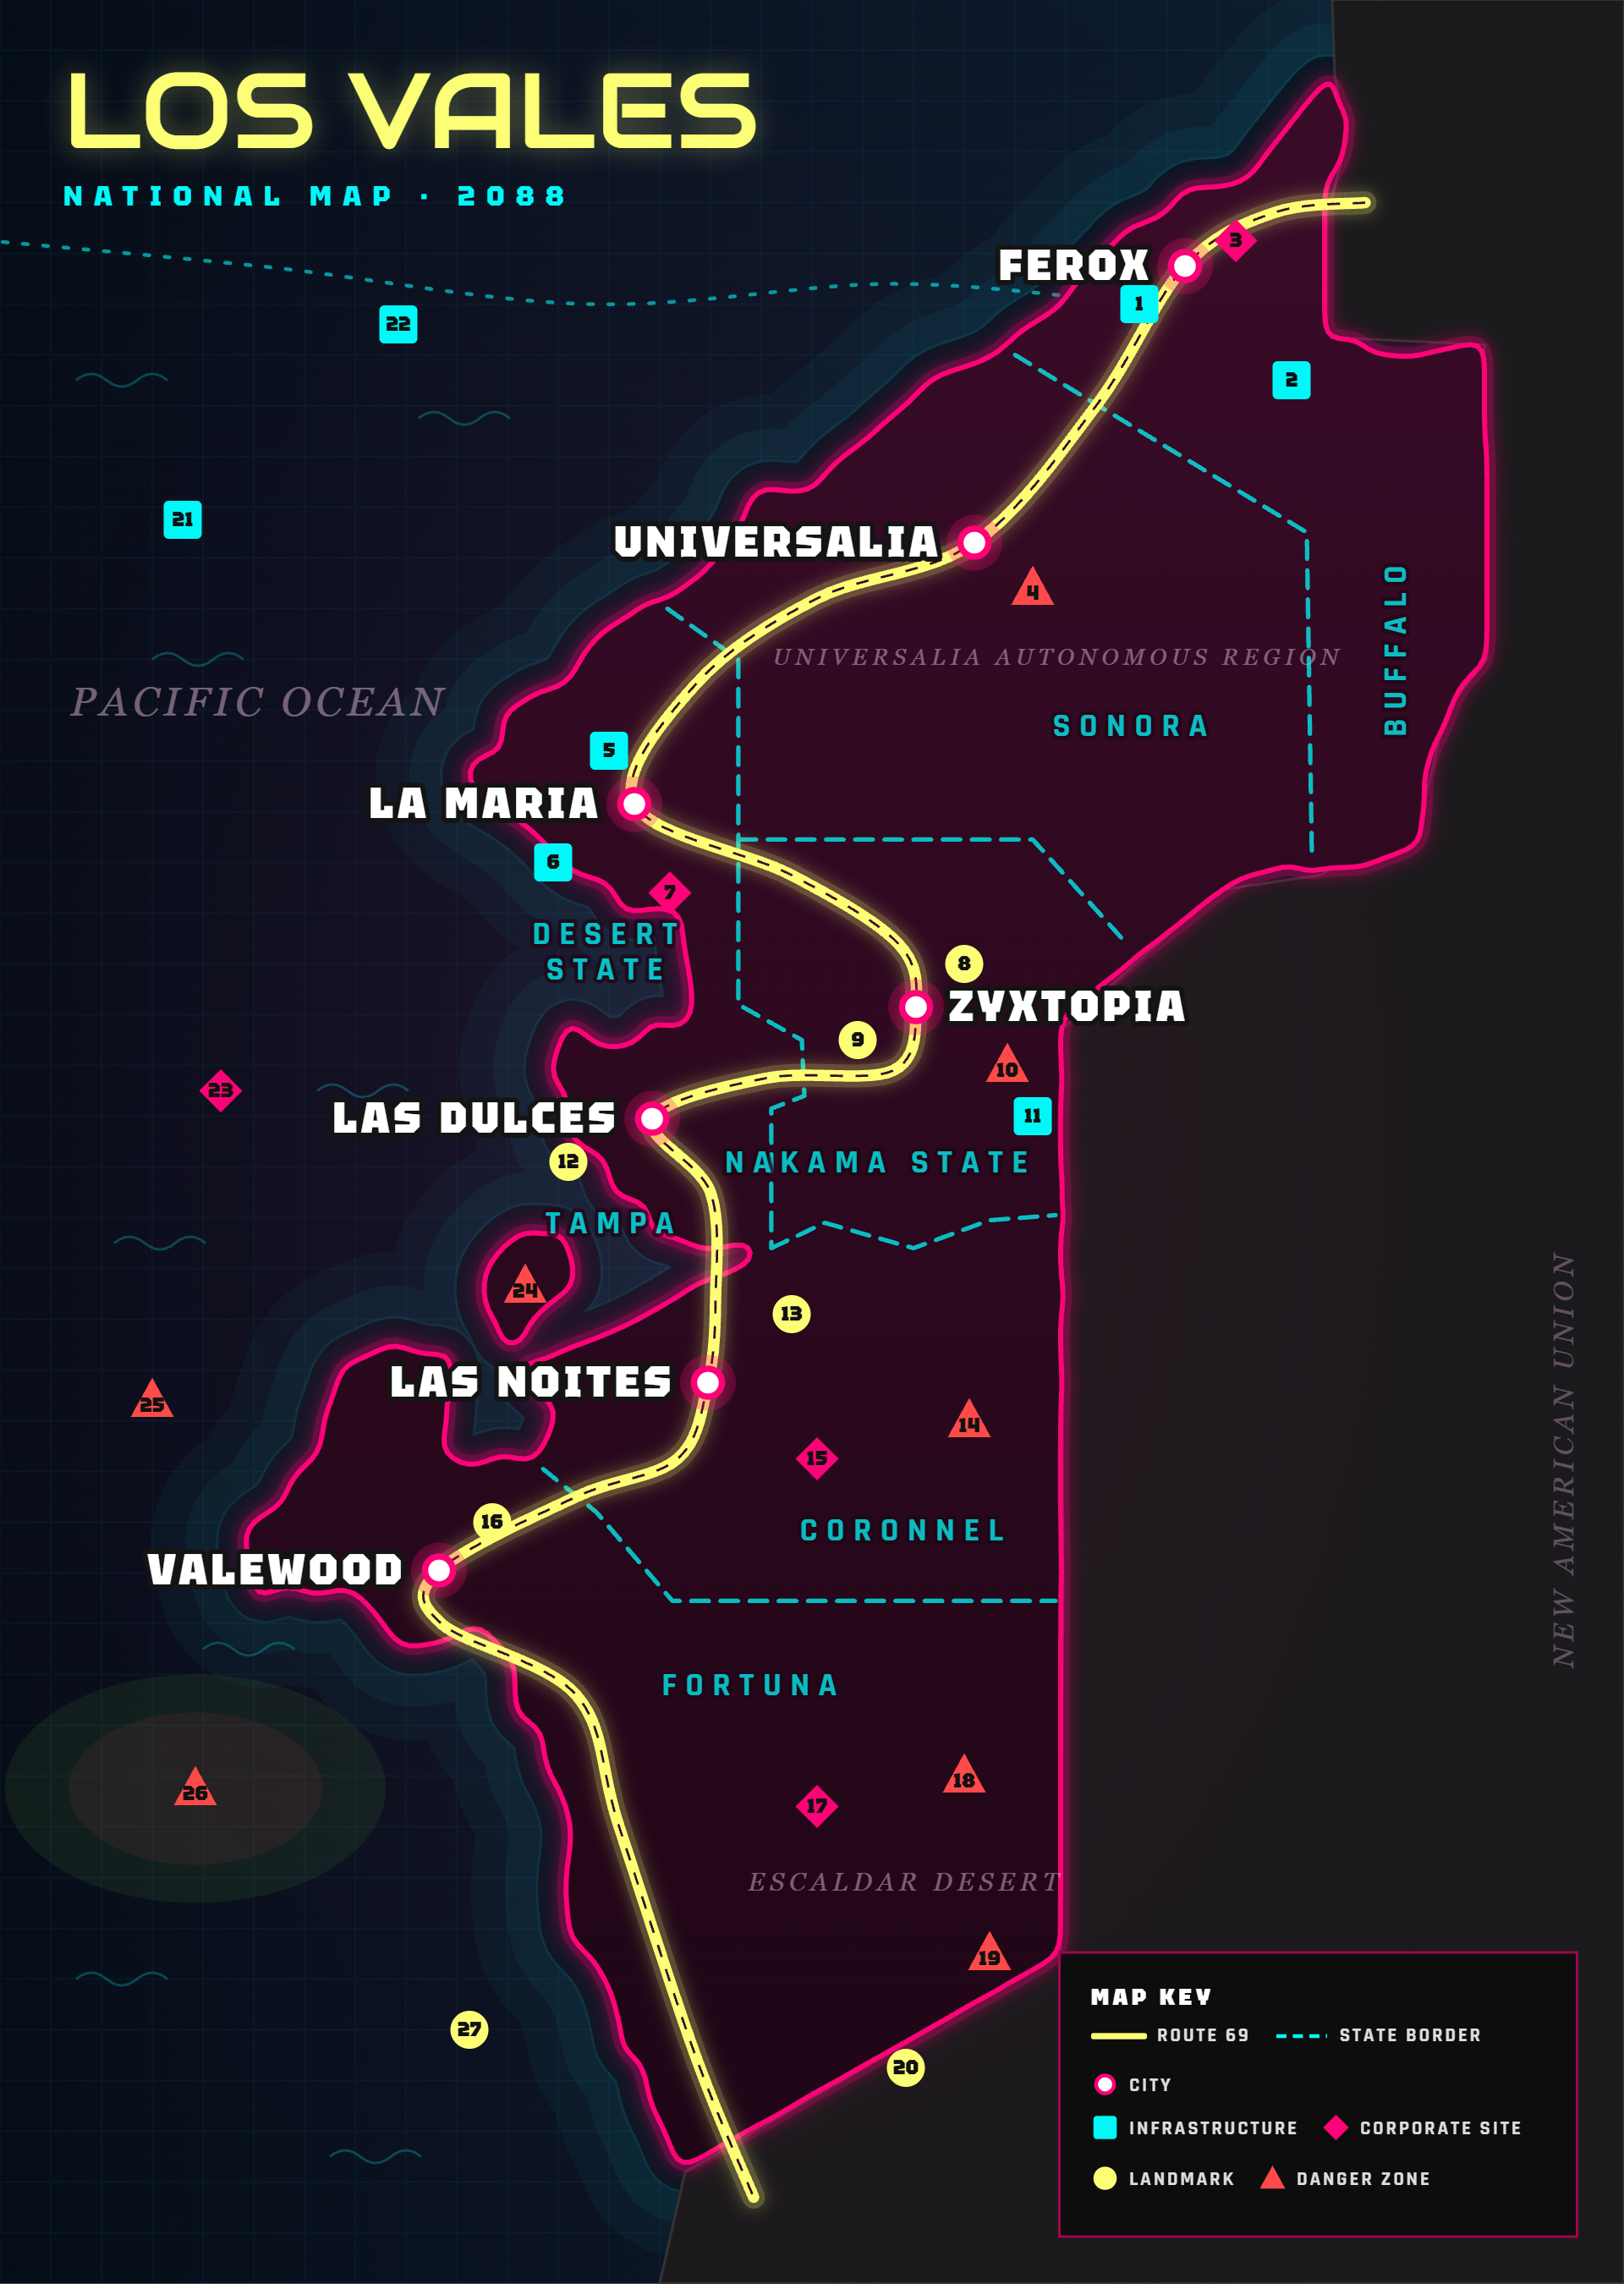 LOS VALES
NATIONAL MAP · 2088
3
FEROX
1
22
2
21
UNIVERSALIA
4
BUFFALO
UNIVERSALIA AUTONOMOUS REGION
PACIFIC OCEAN
SONORA
5
LA MARIA
6
7
DESERT
STATE
8
ZYXTOPIA
9
10
23
LAS DULCES
11
12
NAKAMA STATE
TAMPA
24
13
NEW AMERICAN UNION
LAS NOITES
25
14
15
16
CORONNEL
VALEWOOD
FORTUNA
18
26
17
ESCALDAR DESERT
19
27
20
MAP KEY
ROUTE 69
STATE BORDER
CITY
INFRASTRUCTURE
CORPORATE SITE
LANDMARK
DANGER ZONE